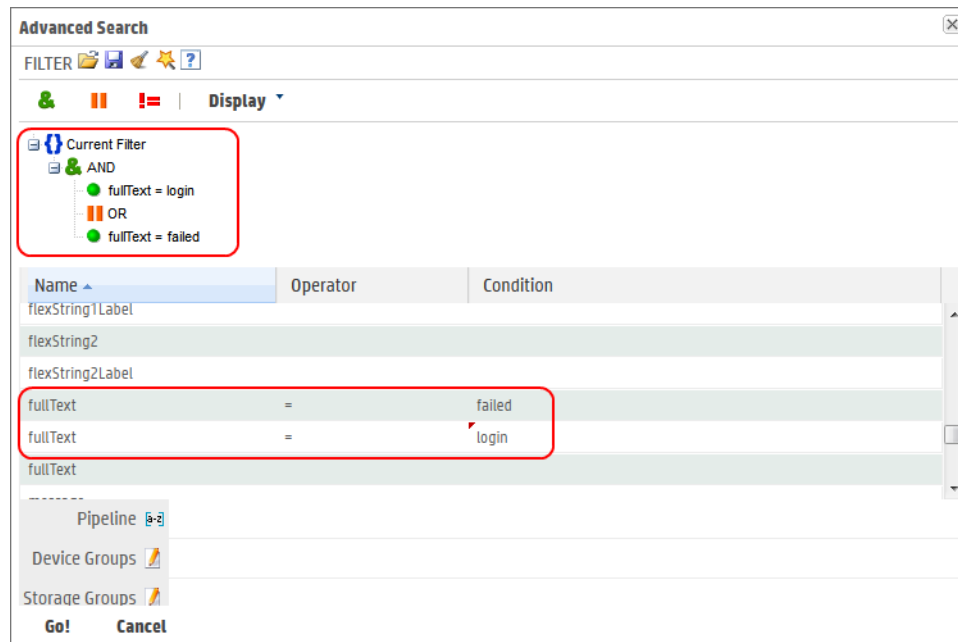 Advanced Search
FILTER ?
& != | Display
{} Current Filter
& AND
fullText = login
OR
fullText = failed
Name Operator Condition
flexString1Label
flexString2
flexString2Label
fullText = failed
fullText = login
fullText
Pipeline [a-z]
Device Groups
Storage Groups
Go! Cancel